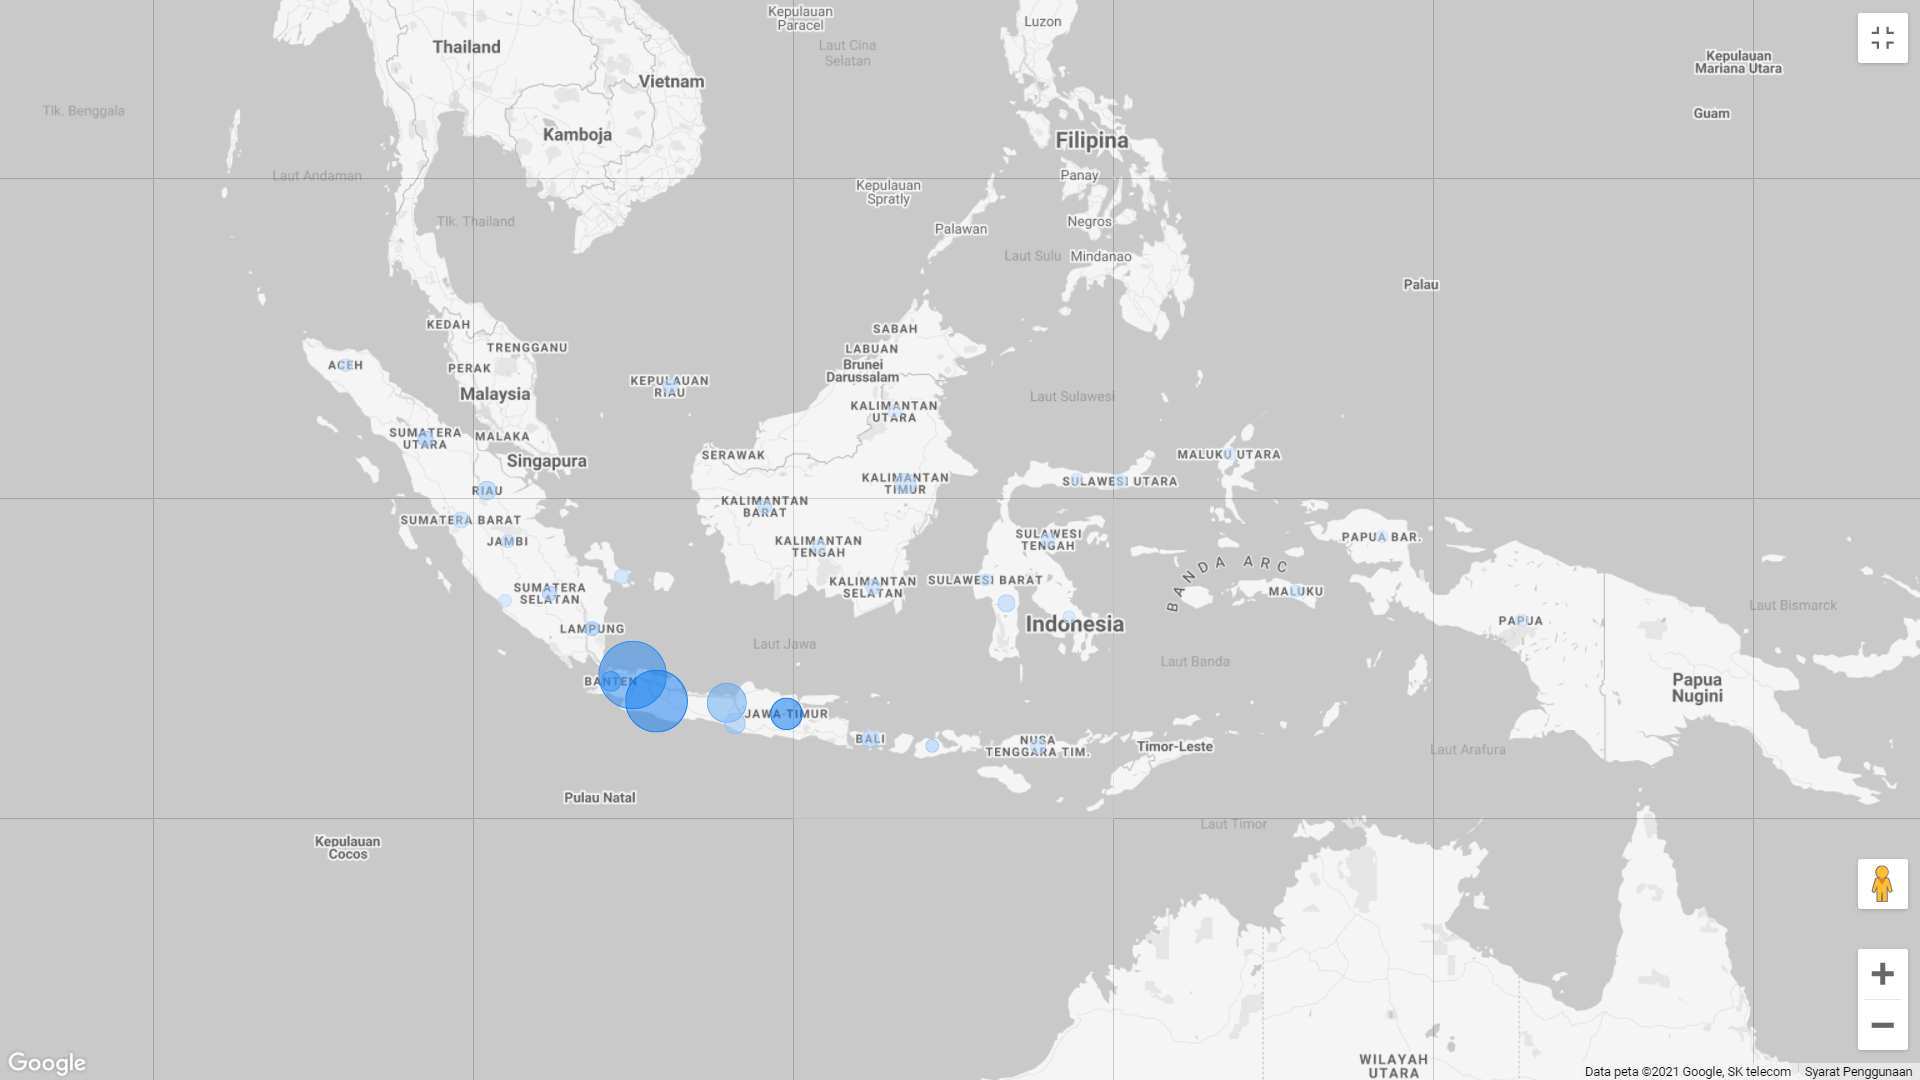 Kepulauan
Paracel
Luzon
Laut Cina
Selatan
Thailand
Vietnam
Kepulauan
Mariana Utara
Tlk. Benggala
Guam
Kamboja
Filipina
Laut Andaman
Panay
Kepulauan
Spratly
Tlk. Thailand
Negros
Palawan
Laut Sulu
Mindanao
Palau
KEDAH
SABAH
TRENGGANU
LABUAN
ACEH
PERAK
Brunei
Darussalam
KEPULAUAN
RIAU
Malaysia
Laut Sulawesi
KALIMANTAN
UTARA
SUMATERA
UTARA
MALAKA
SERAWAK
MALUKU UTARA
Singapura
KALIMANTAN
TIMUR
SULAWESI UTARA
RIAU
KALIMANTAN
BARAT
SUMATERA BARAT
JAMBI
KALIMANTAN
TENGAH
SULAWESI
TENGAH
PAPUA BAR.
BANDA ARC
SUMATERA
SELATAN
KALIMANTAN
SELATAN
SULAWESI BARAT
MALUKU
Laut Bismarck
LAMPUNG
Indonesia
PAPUA
Laut Jawa
Laut Banda
BANTEN
Papua
Nugini
JAWA TIMUR
BALI
NUSA
TENGGARA TIM.
Timor-Leste
Laut Arafura
Pulau Natal
Laut Timor
Kepulauan
Cocos
WILAYAH
UTARA
Google
Data peta ©2021 Google, SK telecom
Syarat Penggunaan